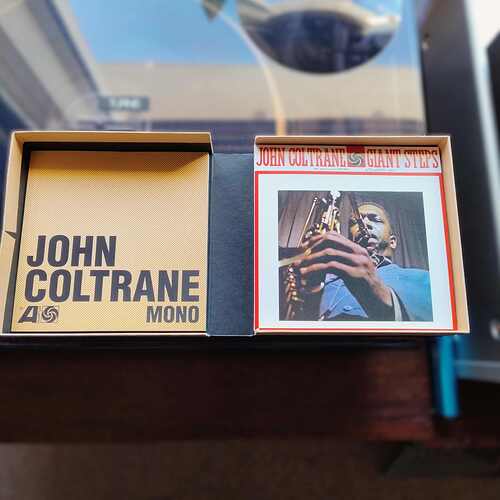 JOHN
COLTRANE
MONO
JOHN COLTRANE GIANT STEPS